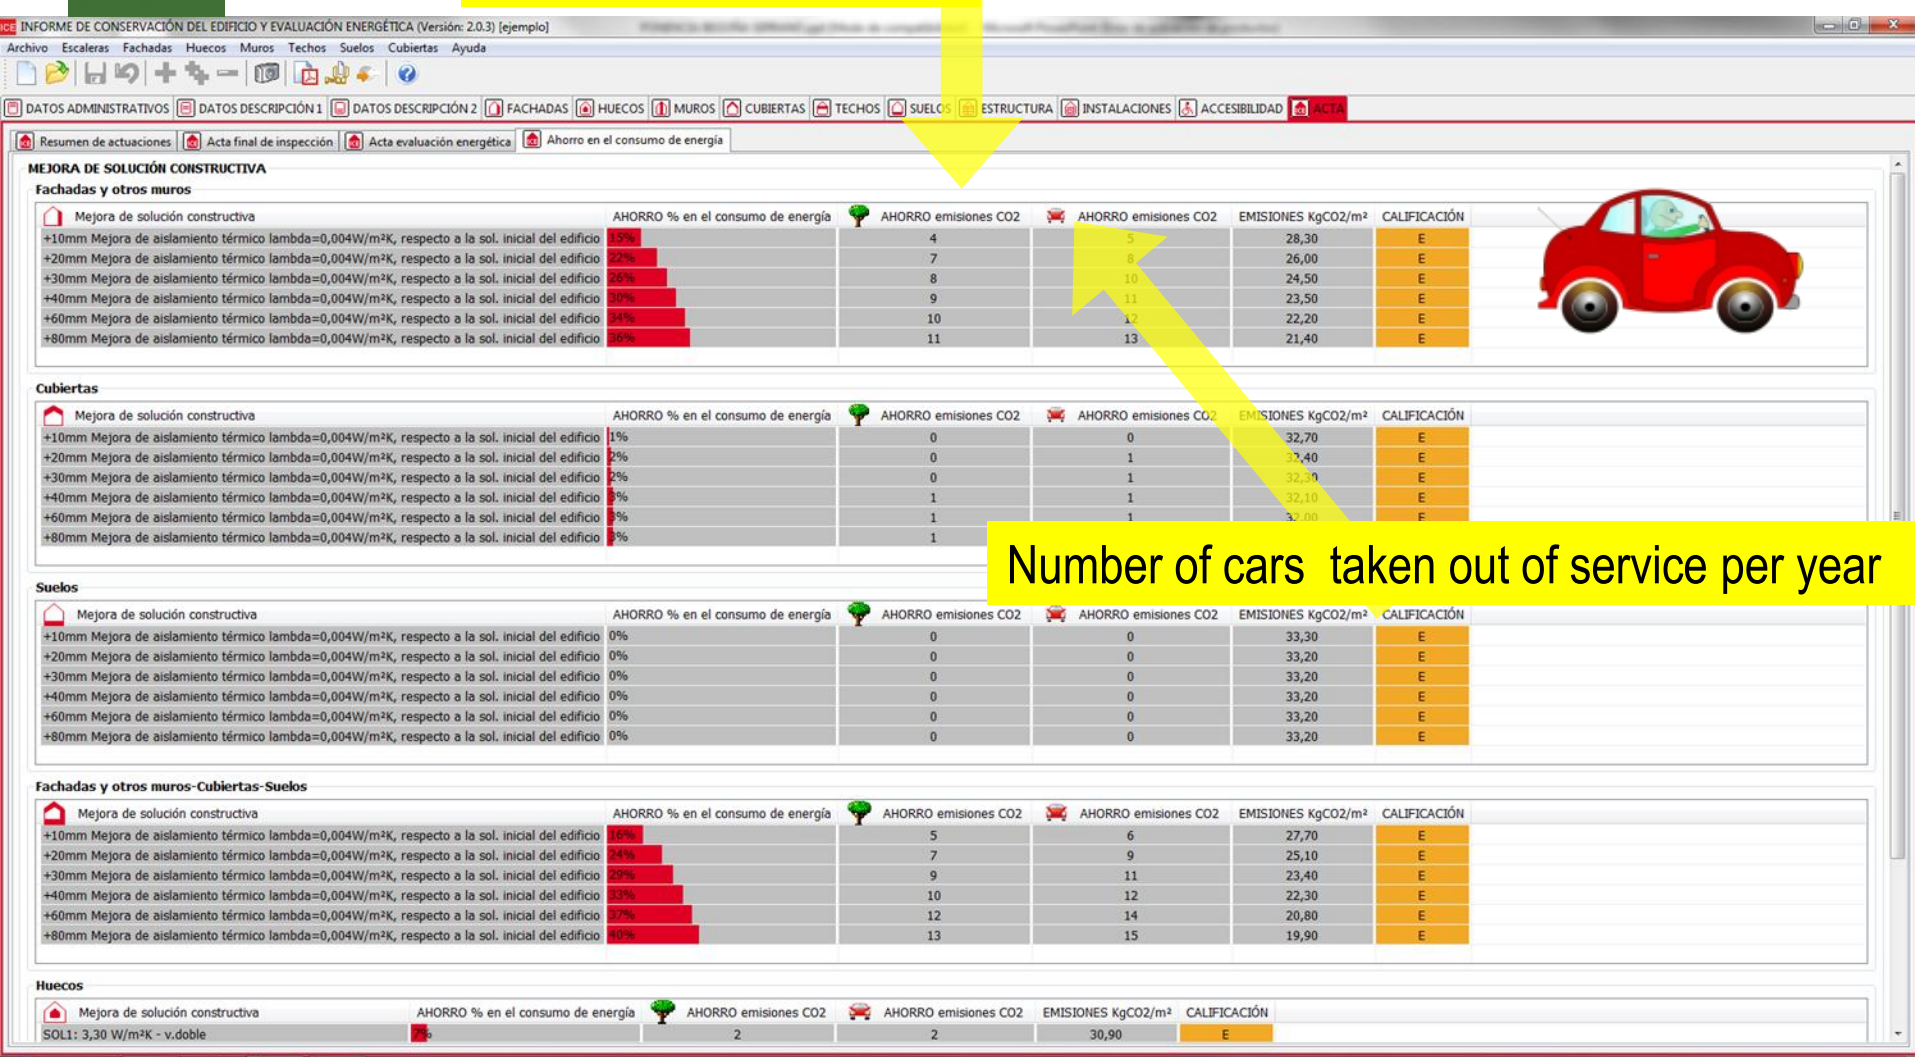 ICE INFORME DE CONSERVACIÓN DEL EDIFICIO Y EVALUACIÓN ENERGÉTICA (Versión: 2.0.3) [ejemplo]
Archivo Escaleras Fachadas Huecos Muros Techos Suelos Cubiertas Ayuda
DATOS ADMINISTRATIVOS DATOS DESCRIPCIÓN 1 DATOS DESCRIPCIÓN 2 FACHADAS HUECOS MUROS CUBIERTAS TECHOS SUELOS ESTRUCTURA INSTALACIONES ACCESIBILIDAD ACTA
Resumen de actuaciones Acta final de inspección Acta evaluación energética Ahorro en el consumo de energía
MEJORA DE SOLUCIÓN CONSTRUCTIVA
Fachadas y otros muros
Mejora de solución constructiva AHORRO % en el consumo de energía AHORRO emisiones CO2 AHORRO emisiones CO2 EMISIONES KgCO2/m² CALIFICACIÓN
+10mm Mejora de aislamiento térmico lambda=0,004W/m²K, respecto a la sol. inicial del edificio 15% 4 5 28,30 E
+20mm Mejora de aislamiento térmico lambda=0,004W/m²K, respecto a la sol. inicial del edificio 22% 7 8 26,00 E
+30mm Mejora de aislamiento térmico lambda=0,004W/m²K, respecto a la sol. inicial del edificio 26% 8 10 24,50 E
+40mm Mejora de aislamiento térmico lambda=0,004W/m²K, respecto a la sol. inicial del edificio 30% 9 11 23,50 E
+60mm Mejora de aislamiento térmico lambda=0,004W/m²K, respecto a la sol. inicial del edificio 34% 10 12 22,20 E
+80mm Mejora de aislamiento térmico lambda=0,004W/m²K, respecto a la sol. inicial del edificio 36% 11 13 21,40 E
Cubiertas
Mejora de solución constructiva AHORRO % en el consumo de energía AHORRO emisiones CO2 AHORRO emisiones CO2 EMISIONES KgCO2/m² CALIFICACIÓN
+10mm Mejora de aislamiento térmico lambda=0,004W/m²K, respecto a la sol. inicial del edificio 1% 0 0 32,70 E
+20mm Mejora de aislamiento térmico lambda=0,004W/m²K, respecto a la sol. inicial del edificio 2% 0 1 32,40 E
+30mm Mejora de aislamiento térmico lambda=0,004W/m²K, respecto a la sol. inicial del edificio 2% 0 1 32,30 E
+40mm Mejora de aislamiento térmico lambda=0,004W/m²K, respecto a la sol. inicial del edificio 3% 1 1 32,10 E
+60mm Mejora de aislamiento térmico lambda=0,004W/m²K, respecto a la sol. inicial del edificio 3% 1 1 32,00 E
+80mm Mejora de aislamiento térmico lambda=0,004W/m²K, respecto a la sol. inicial del edificio 3% 1
Number of cars taken out of service per year
Suelos
Mejora de solución constructiva AHORRO % en el consumo de energía AHORRO emisiones CO2 AHORRO emisiones CO2 EMISIONES KgCO2/m² CALIFICACIÓN
+10mm Mejora de aislamiento térmico lambda=0,004W/m²K, respecto a la sol. inicial del edificio 0% 0 0 33,30 E
+20mm Mejora de aislamiento térmico lambda=0,004W/m²K, respecto a la sol. inicial del edificio 0% 0 0 33,20 E
+30mm Mejora de aislamiento térmico lambda=0,004W/m²K, respecto a la sol. inicial del edificio 0% 0 0 33,20 E
+40mm Mejora de aislamiento térmico lambda=0,004W/m²K, respecto a la sol. inicial del edificio 0% 0 0 33,20 E
+60mm Mejora de aislamiento térmico lambda=0,004W/m²K, respecto a la sol. inicial del edificio 0% 0 0 33,20 E
+80mm Mejora de aislamiento térmico lambda=0,004W/m²K, respecto a la sol. inicial del edificio 0% 0 0 33,20 E
Fachadas y otros muros-Cubiertas-Suelos
Mejora de solución constructiva AHORRO % en el consumo de energía AHORRO emisiones CO2 AHORRO emisiones CO2 EMISIONES KgCO2/m² CALIFICACIÓN
+10mm Mejora de aislamiento térmico lambda=0,004W/m²K, respecto a la sol. inicial del edificio 16% 5 6 27,70 E
+20mm Mejora de aislamiento térmico lambda=0,004W/m²K, respecto a la sol. inicial del edificio 24% 7 9 25,10 E
+30mm Mejora de aislamiento térmico lambda=0,004W/m²K, respecto a la sol. inicial del edificio 29% 9 11 23,40 E
+40mm Mejora de aislamiento térmico lambda=0,004W/m²K, respecto a la sol. inicial del edificio 33% 10 12 22,30 E
+60mm Mejora de aislamiento térmico lambda=0,004W/m²K, respecto a la sol. inicial del edificio 37% 12 14 20,80 E
+80mm Mejora de aislamiento térmico lambda=0,004W/m²K, respecto a la sol. inicial del edificio 40% 13 15 19,90 E
Huecos
Mejora de solución constructiva AHORRO % en el consumo de energía AHORRO emisiones CO2 AHORRO emisiones CO2 EMISIONES KgCO2/m² CALIFICACIÓN
SOL1: 3,30 W/m²K - v.doble 7% 2 2 30,90 E